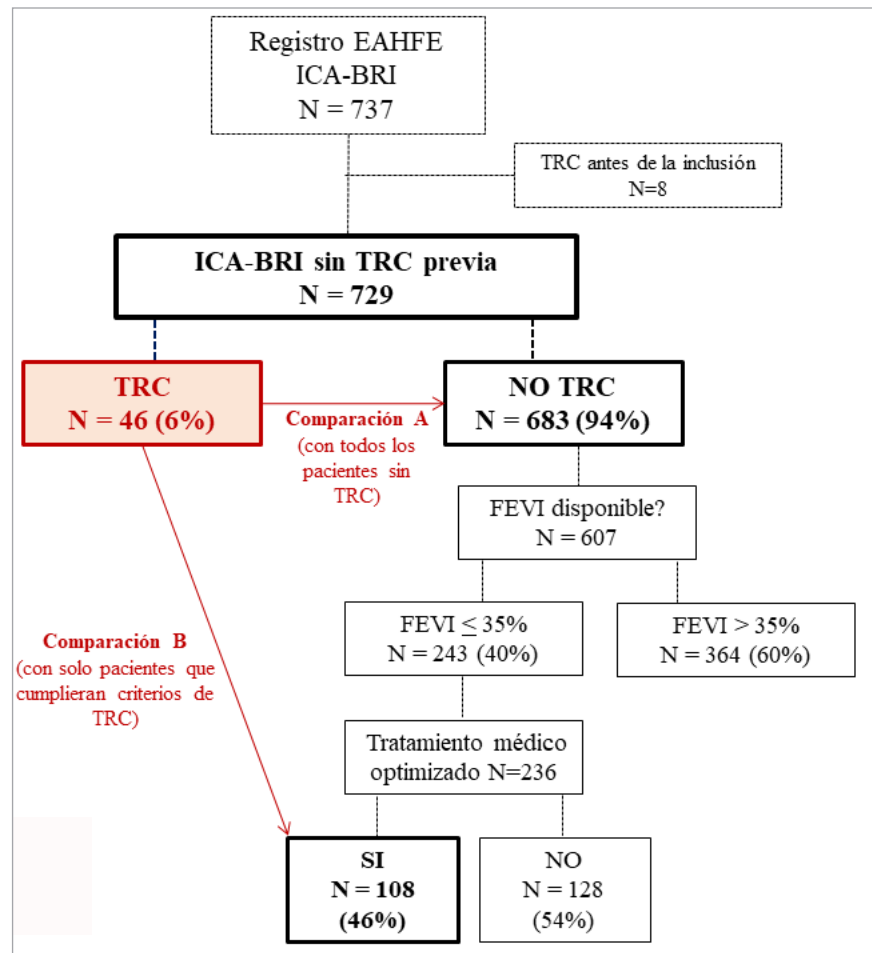 Registro EAHFE
ICA-BRI
N = 737
TRC antes de la inclusión
N=8
ICA-BRI sin TRC previa
N = 729
TRC
N = 46 (6%)
Comparación A
(con todos los
pacientes sin
TRC)
NO TRC
N = 683 (94%)
FEVI disponible?
N = 607
FEVI ≤ 35%
N = 243 (40%)
FEVI > 35%
N = 364 (60%)
Comparación B
(con solo pacientes que
cumplieran criterios de
TRC)
Tratamiento médico
optimizado N=236
SI
N = 108
(46%)
NO
N = 128
(54%)